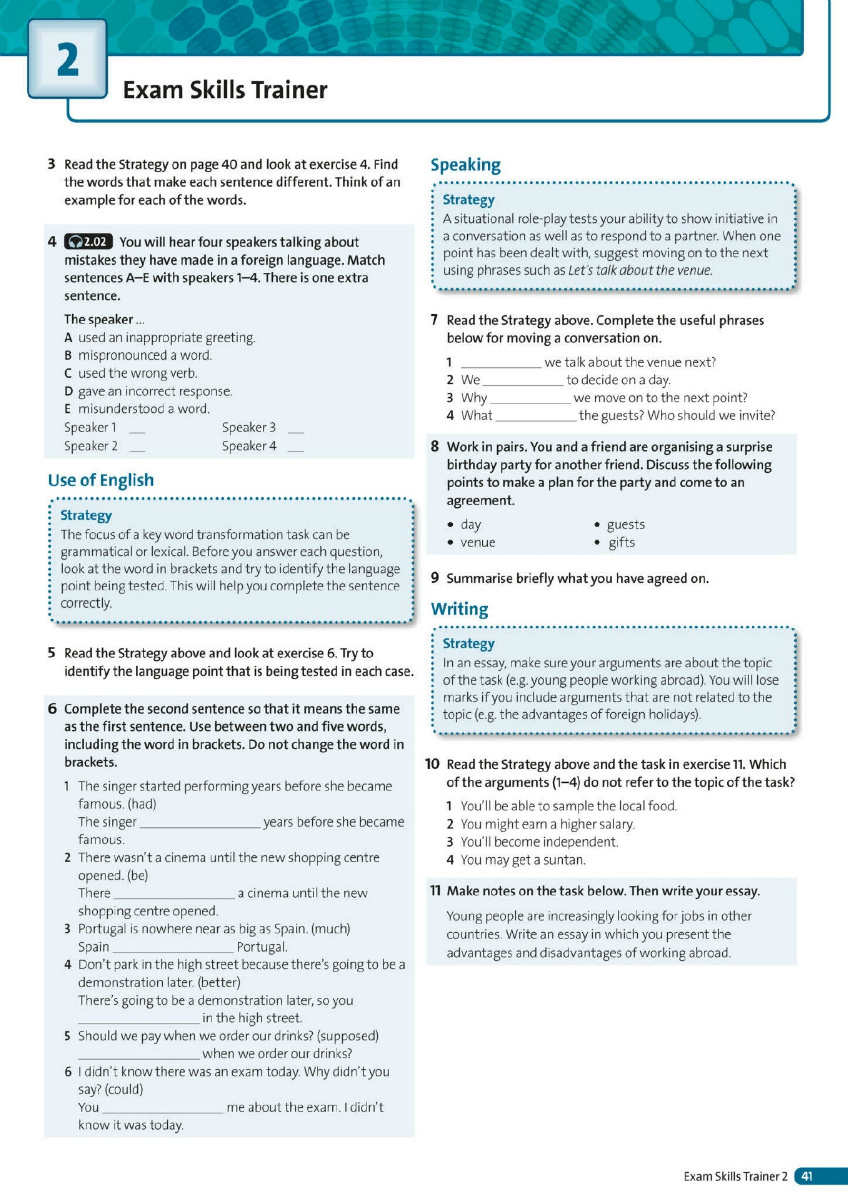 2
Exam Skills Trainer
3 Read the Strategy on page 40 and look at exercise 4. Find
the words that make each sentence different. Think of an
example for each of the words.
4 2.02 You will hear four speakers talking about
mistakes they have made in a foreign language. Match
sentences A–E with speakers 1–4. There is one extra
sentence.
The speaker ...
A used an inappropriate greeting.
B mispronounced a word.
C used the wrong verb.
D gave an incorrect response.
E misunderstood a word.
Speaker 1 __ Speaker 3 __
Speaker 2 __ Speaker 4 __
Use of English
Strategy
The focus of a key word transformation task can be
grammatical or lexical. Before you answer each question,
look at the word in brackets and try to identify the language
point being tested. This will help you complete the sentence
correctly.
5 Read the Strategy above and look at exercise 6. Try to
identify the language point that is being tested in each case.
6 Complete the second sentence so that it means the same
as the first sentence. Use between two and five words,
including the word in brackets. Do not change the word in
brackets.
1 The singer started performing years before she became
famous. (had)
The singer ____________ years before she became
famous.
2 There wasn't a cinema until the new shopping centre
opened. (be)
There ____________ a cinema until the new
shopping centre opened.
3 Portugal is nowhere near as big as Spain. (much)
Spain ____________ Portugal.
4 Don't park in the high street because there's going to be a
demonstration later. (better)
There's going to be a demonstration later, so you
____________ in the high street.
5 Should we pay when we order our drinks? (supposed)
____________ when we order our drinks?
6 I didn't know there was an exam today. Why didn't you
say? (could)
You ____________ me about the exam. I didn't
know it was today.
Speaking
Strategy
A situational role-play tests your ability to show initiative in
a conversation as well as to respond to a partner. When one
point has been dealt with, suggest moving on to the next
using phrases such as Let's talk about the venue.
7 Read the Strategy above. Complete the useful phrases
below for moving a conversation on.
1 ________ we talk about the venue next?
2 We ________ to decide on a day.
3 Why ________ we move on to the next point?
4 What ________ the guests? Who should we invite?
8 Work in pairs. You and a friend are organising a surprise
birthday party for another friend. Discuss the following
points to make a plan for the party and come to an
agreement.
• day • guests
• venue • gifts
9 Summarise briefly what you have agreed on.
Writing
Strategy
In an essay, make sure your arguments are about the topic
of the task (e.g. young people working abroad). You will lose
marks if you include arguments that are not related to the
topic (e.g. the advantages of foreign holidays).
10 Read the Strategy above and the task in exercise 11. Which
of the arguments (1–4) do not refer to the topic of the task?
1 You'll be able to sample the local food.
2 You might earn a higher salary.
3 You'll become independent.
4 You may get a suntan.
11 Make notes on the task below. Then write your essay.
Young people are increasingly looking for jobs in other
countries. Write an essay in which you present the
advantages and disadvantages of working abroad.
Exam Skills Trainer 2 41